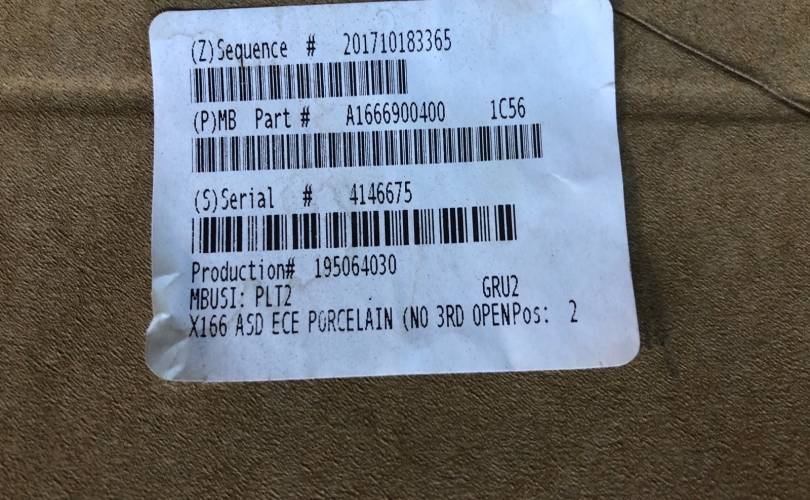 (Z)Sequence # 201710183365
(P)MB Part # A1666900400 1C56
(S)Serial # 4146675
Production# 195064030
MBUSI: PLT2 GRU2
X166 ASD ECE PORCELAIN (NO 3RD OPENPos: 2